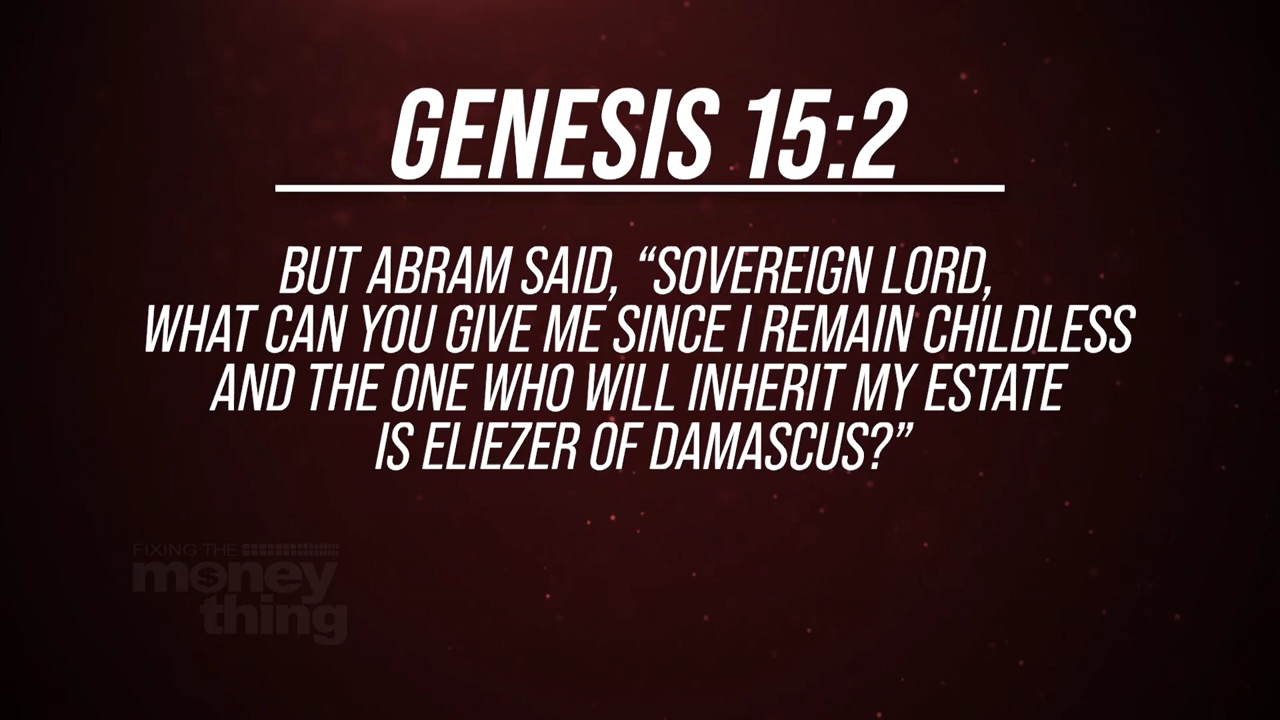 GENESIS 15:2
BUT ABRAM SAID, “SOVEREIGN LORD,
WHAT CAN YOU GIVE ME SINCE I REMAIN CHILDLESS
AND THE ONE WHO WILL INHERIT MY ESTATE
IS ELIEZER OF DAMASCUS?”
FIXING THE
money
thing